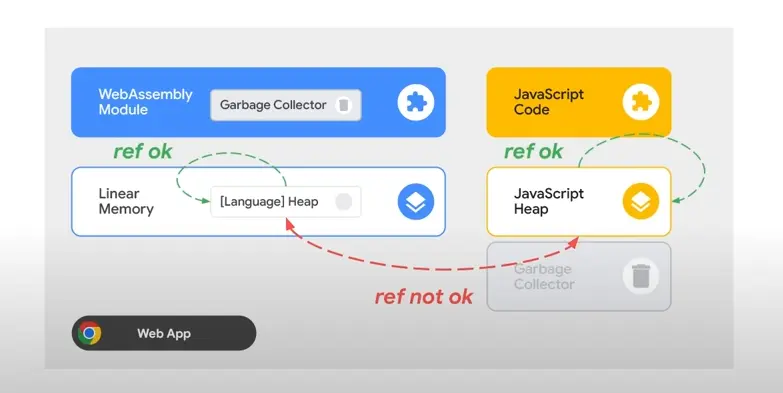 WebAssembly
Module
Garbage Collector
JavaScript
Code
ref ok
ref ok
Linear
Memory
[Language] Heap
JavaScript
Heap
ref not ok
Garbage
Collector
Web App